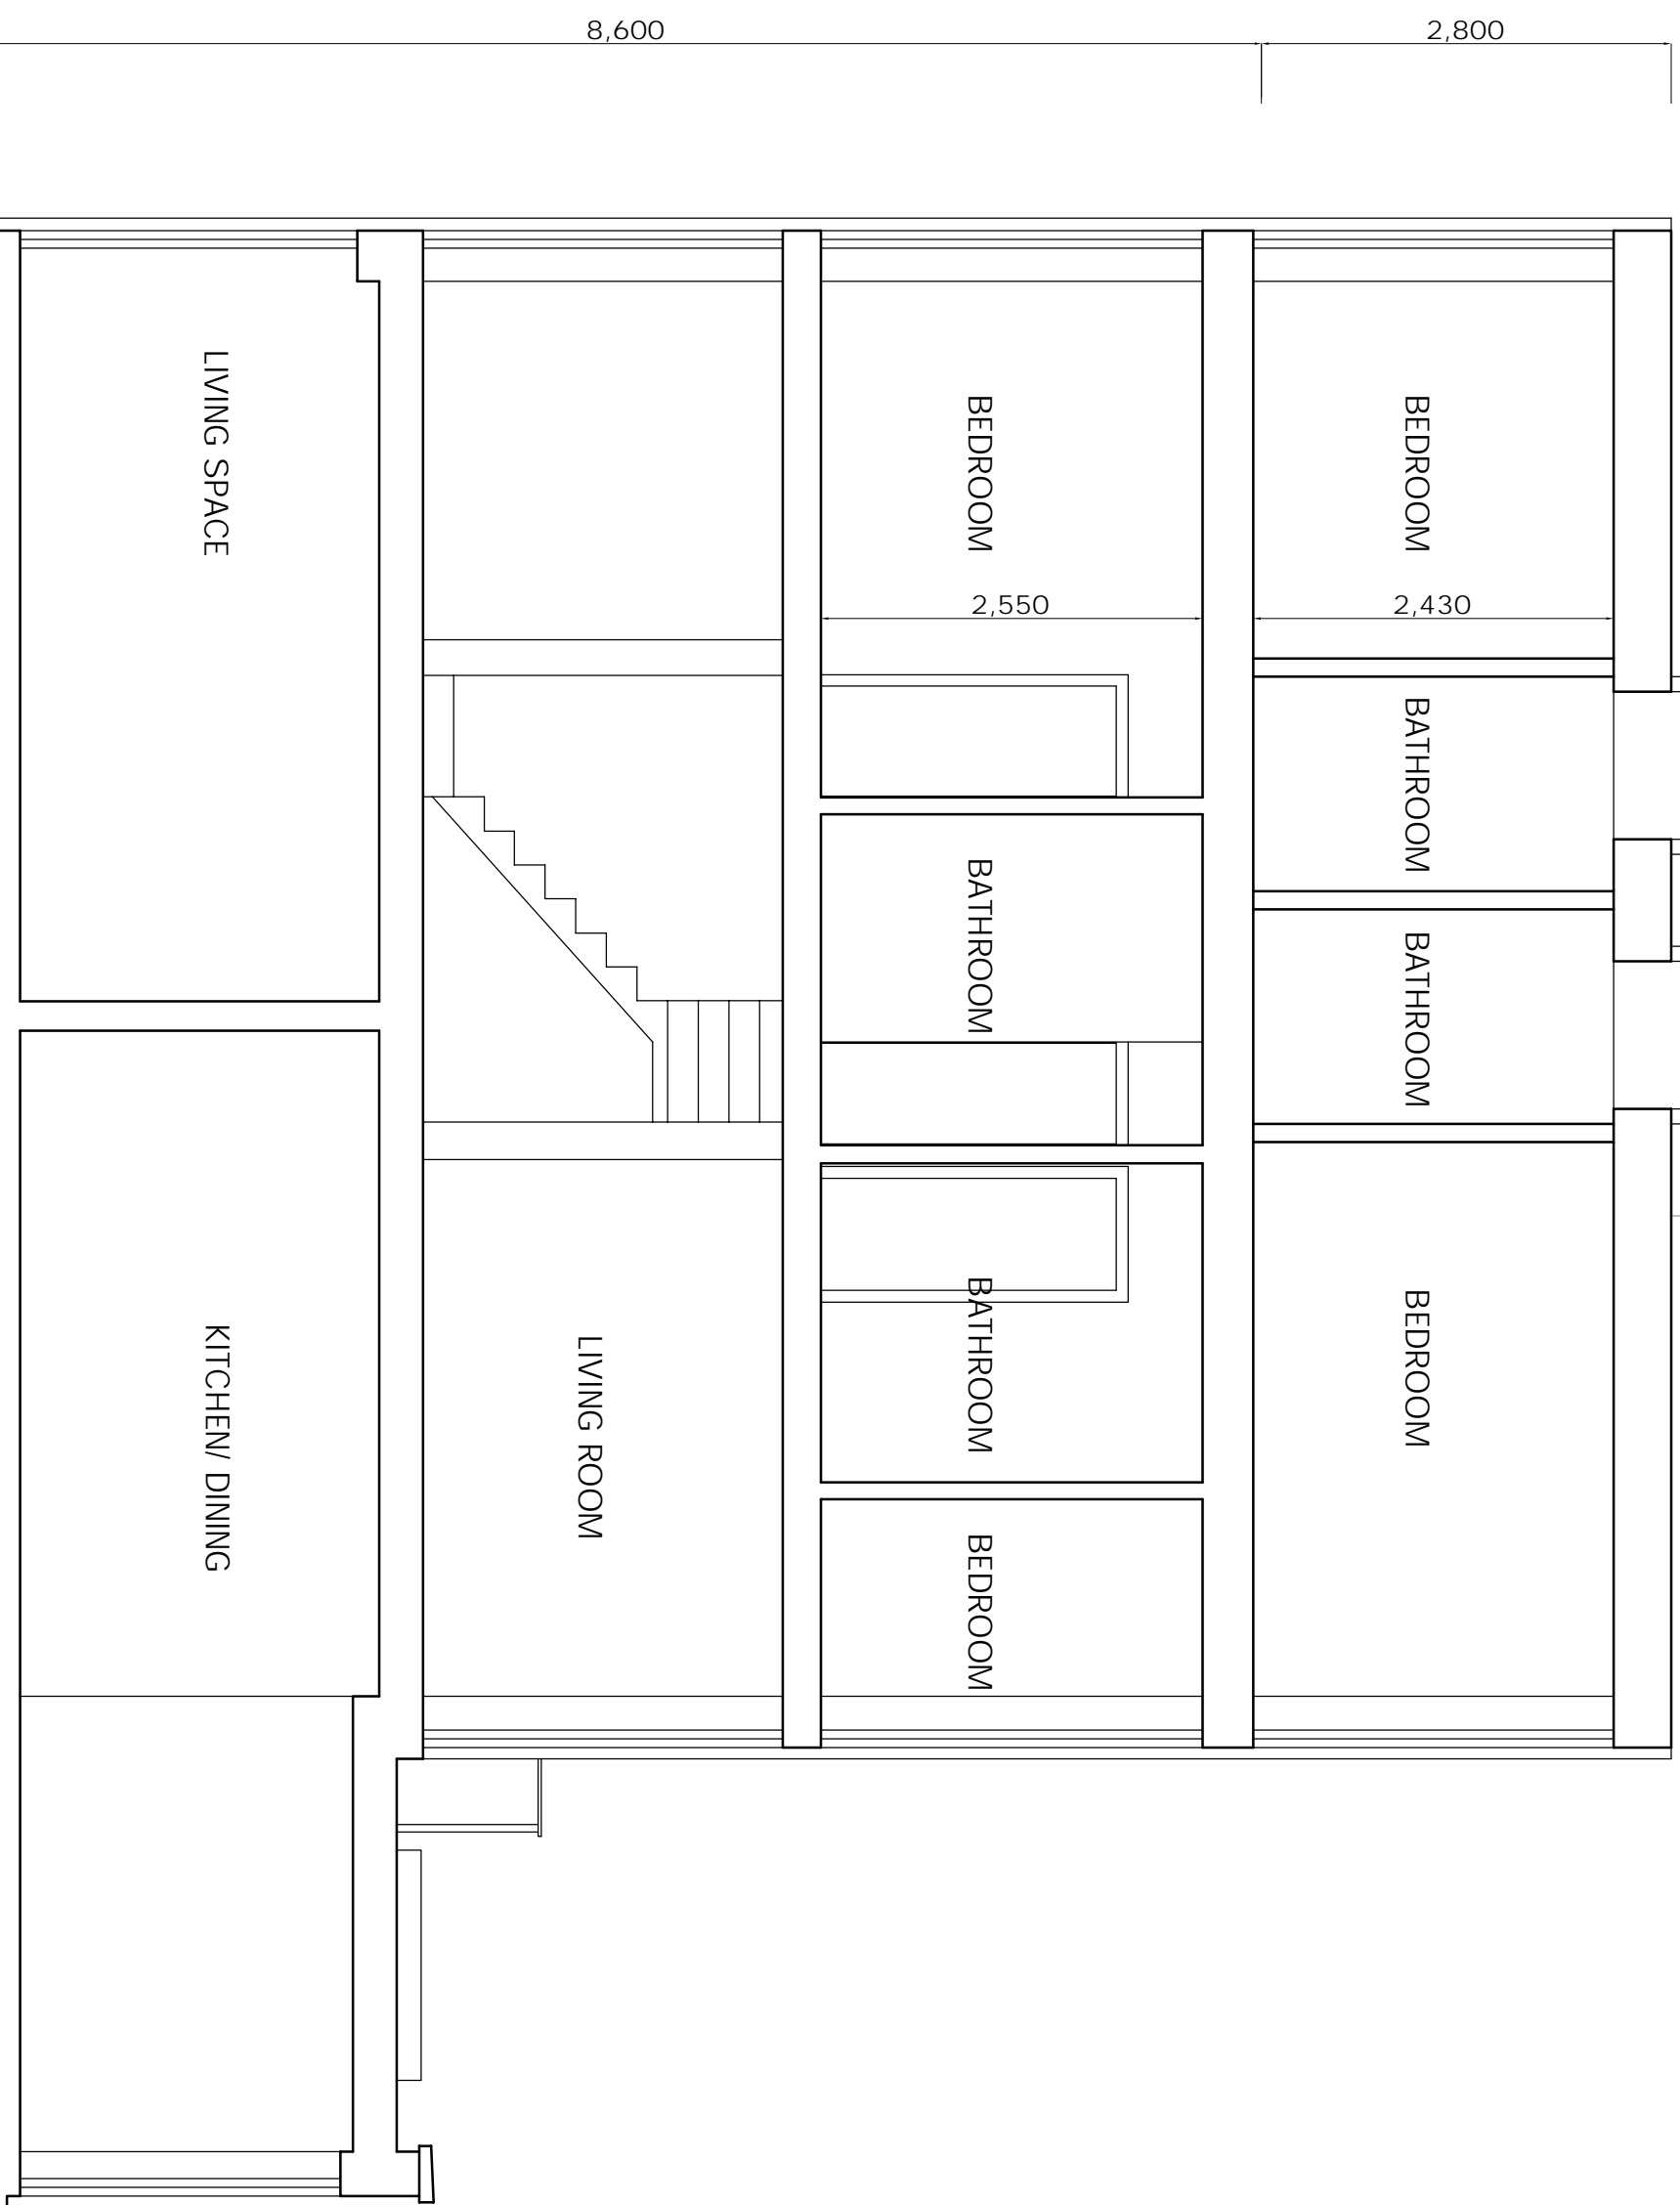 8,600
2,800
LIVING SPACE
BEDROOM
BEDROOM
2,550
2,430
BATHROOM
BATHROOM
BATHROOM
BATHROOM
BEDROOM
KITCHEN/ DINING
LIVING ROOM
BEDROOM